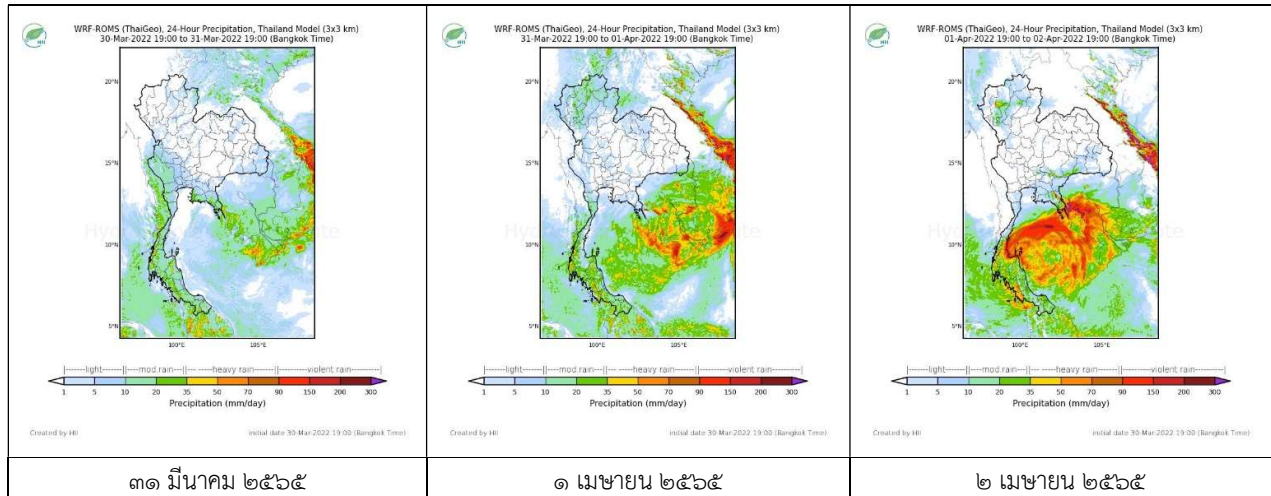 HII
WRF-ROMS (ThaiGeo), 24-Hour Precipitation, Thailand Model (3x3 km)
30-Mar-2022 19:00 to 31-Mar-2022 19:00 (Bangkok Time)
20°N
15°N
10°N
5°N
100°E
105°E
|------light------||----mod.rain---||---- ----heavy rain------||------violent rain------|
1 5 10 20 35 50 70 90 150 200 300
Precipitation (mm/day)
Created by HII
initial date 30-Mar-2022 19:00 (Bangkok Time)
๓๑ มีนาคม ๒๕๖๕
HII
WRF-ROMS (ThaiGeo), 24-Hour Precipitation, Thailand Model (3x3 km)
31-Mar-2022 19:00 to 01-Apr-2022 19:00 (Bangkok Time)
20°N
15°N
10°N
5°N
100°E
105°E
|------light------||----mod.rain---||---- ----heavy rain------||------violent rain------|
1 5 10 20 35 50 70 90 150 200 300
Precipitation (mm/day)
Created by HII
initial date 30-Mar-2022 19:00 (Bangkok Time)
๑ เมษายน ๒๕๖๕
HII
WRF-ROMS (ThaiGeo), 24-Hour Precipitation, Thailand Model (3x3 km)
01-Apr-2022 19:00 to 02-Apr-2022 19:00 (Bangkok Time)
20°N
15°N
10°N
5°N
100°E
105°E
|------light------||----mod.rain---||---- ----heavy rain------||------violent rain------|
1 5 10 20 35 50 70 90 150 200 300
Precipitation (mm/day)
Created by HII
initial date 30-Mar-2022 19:00 (Bangkok Time)
๒ เมษายน ๒๕๖๕